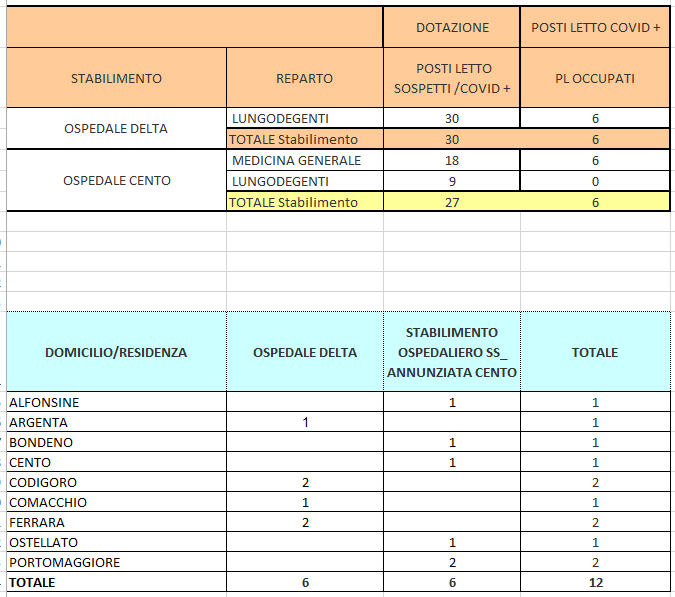 DOTAZIONE POSTI LETTO COVID +
STABILIMENTO REPARTO POSTI LETTO SOSPETTI /COVID + PL OCCUPATI
OSPEDALE DELTA LUNGODEGENTI 30 6
TOTALE Stabilimento 30 6
OSPEDALE CENTO MEDICINA GENERALE 18 6
LUNGODEGENTI 9 0
TOTALE Stabilimento 27 6
DOMICILIO/RESIDENZA OSPEDALE DELTA STABILIMENTO OSPEDALIERO SS_ ANNUNZIATA CENTO TOTALE
ALFONSINE 1 1
ARGENTA 1 1
BONDENO 1 1
CENTO 1 1
CODIGORO 2 2
COMACCHIO 1 1
FERRARA 2 2
OSTELLATO 1 1
PORTOMAGGIORE 2 2
TOTALE 6 6 12